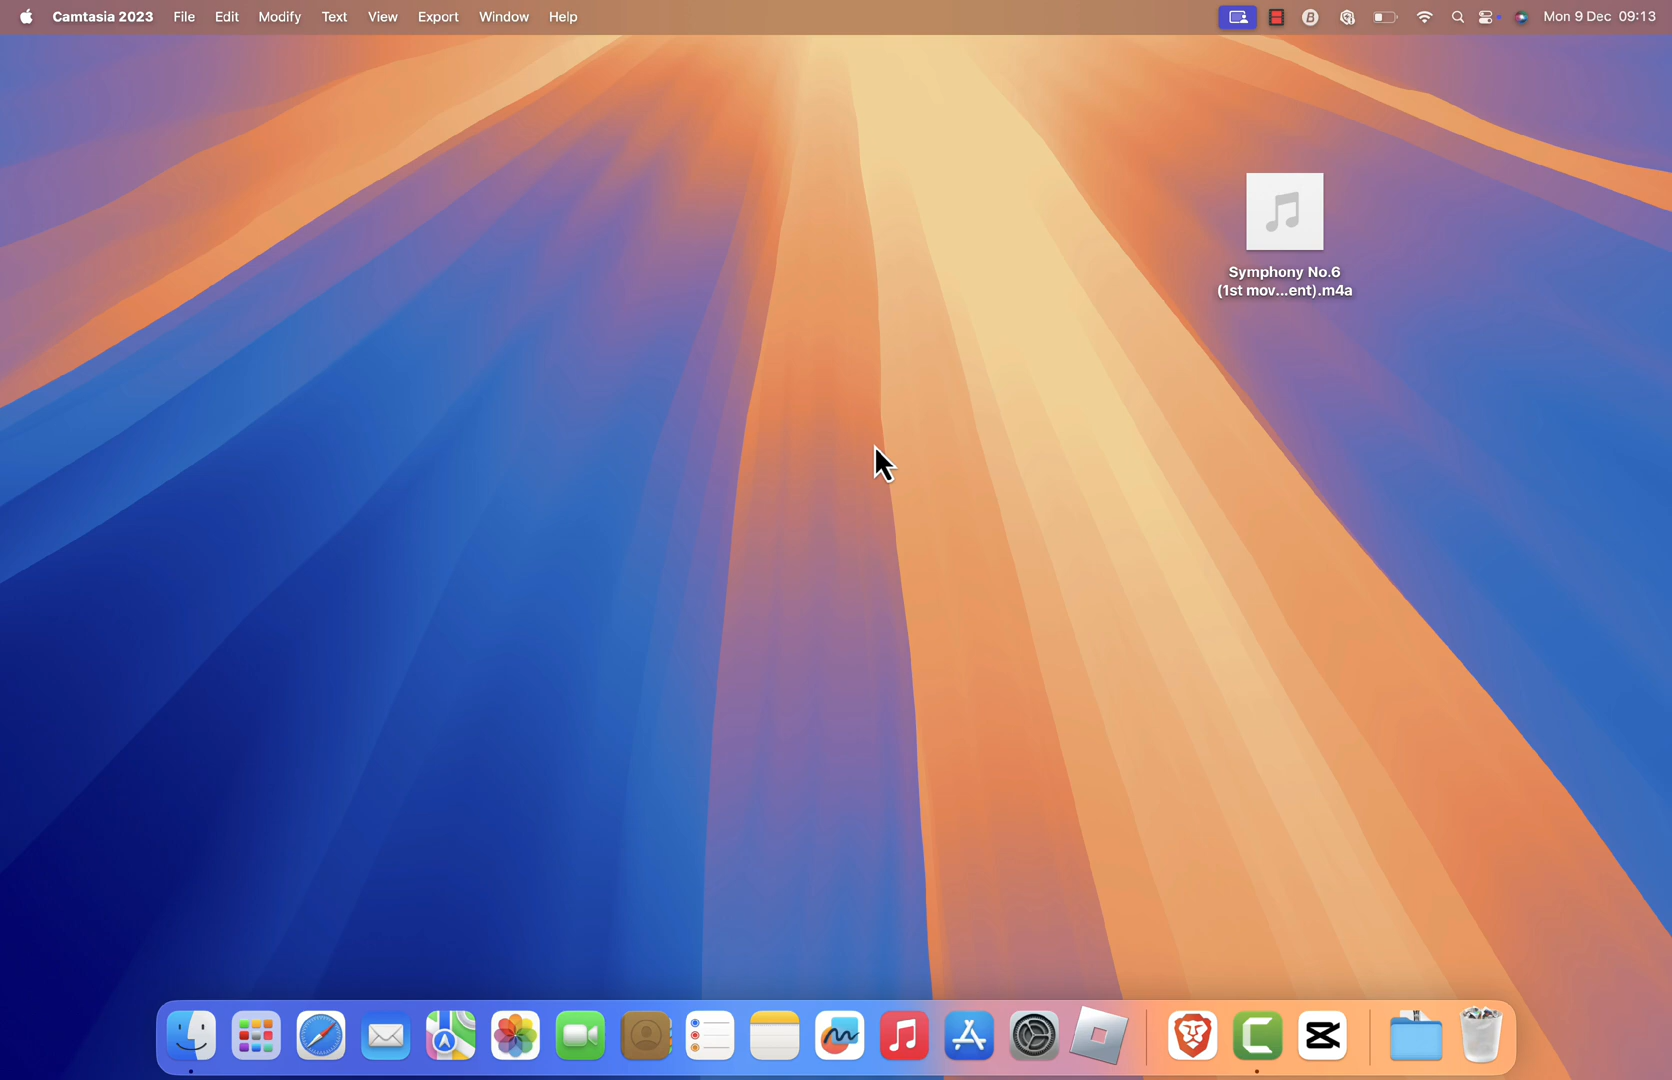 Camtasia 2023 File Edit Modify Text View Export Window Help Mon 9 Dec 09:13
Symphony No.6
(1st mov...ent).m4a